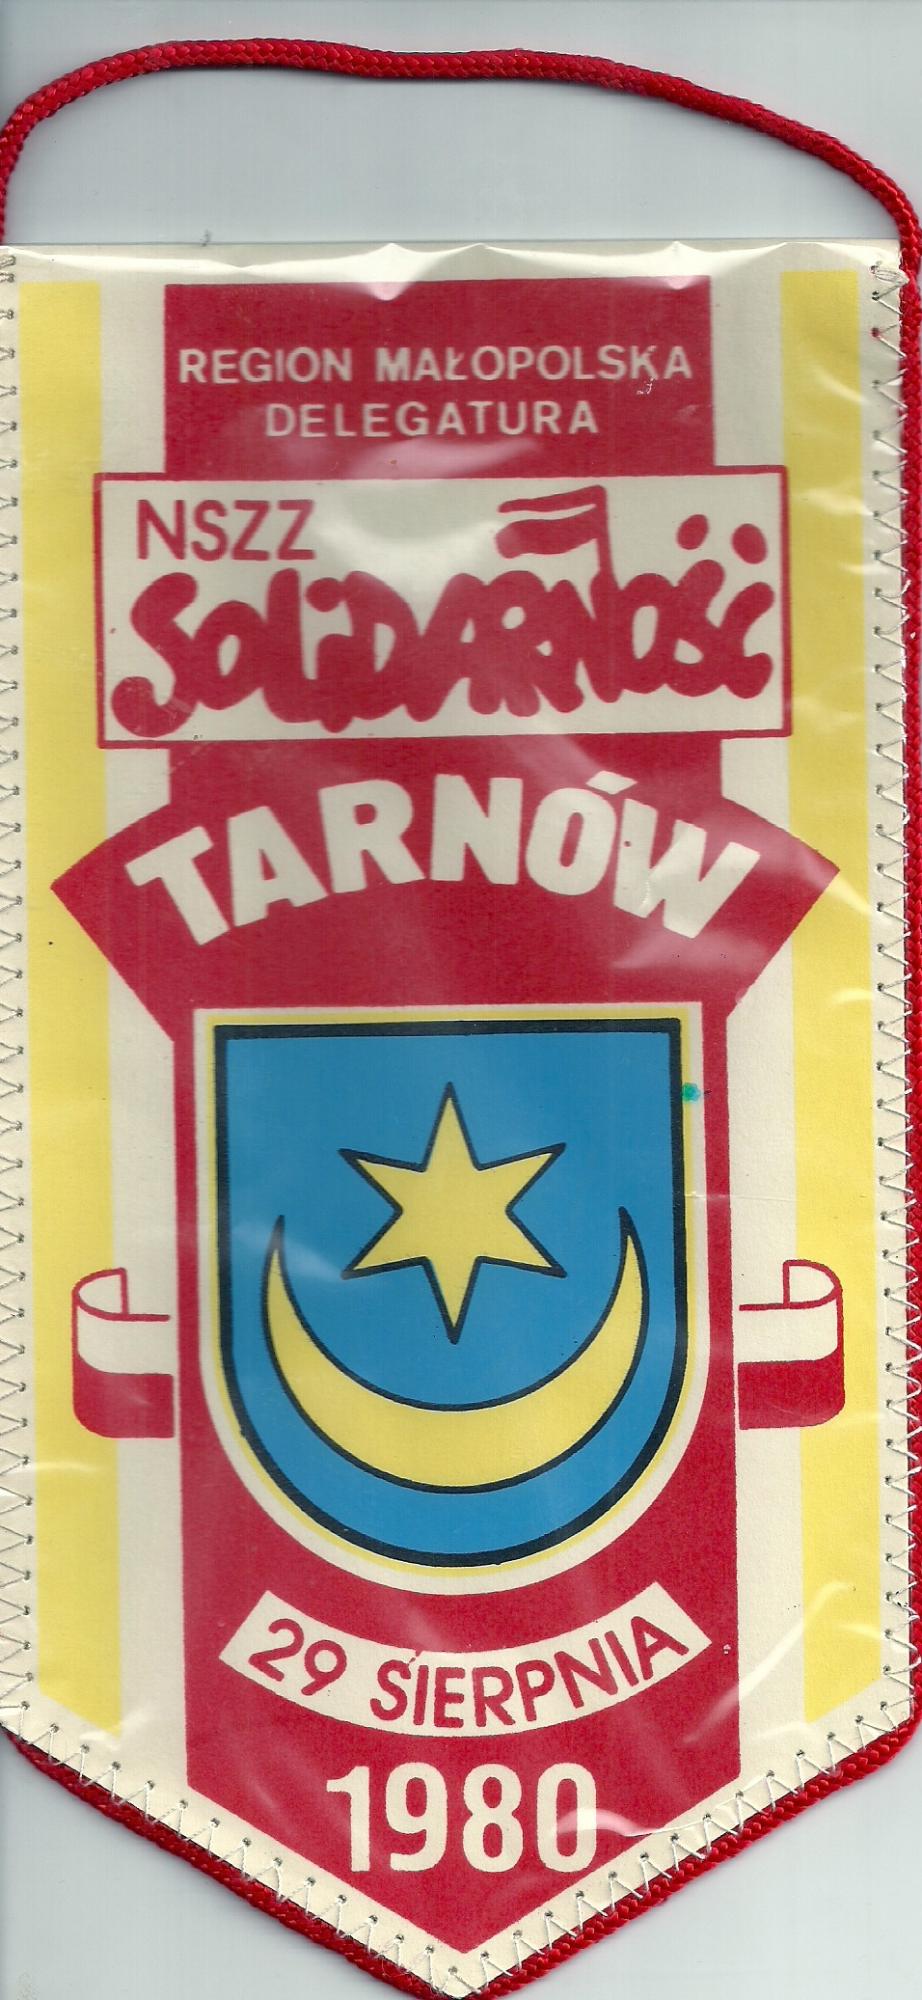 REGION MAŁOPOLSKA
DELEGATURA
NSZZ
SOLIDARNOŚĆ
TARNÓW
29 SIERPNIA
1980